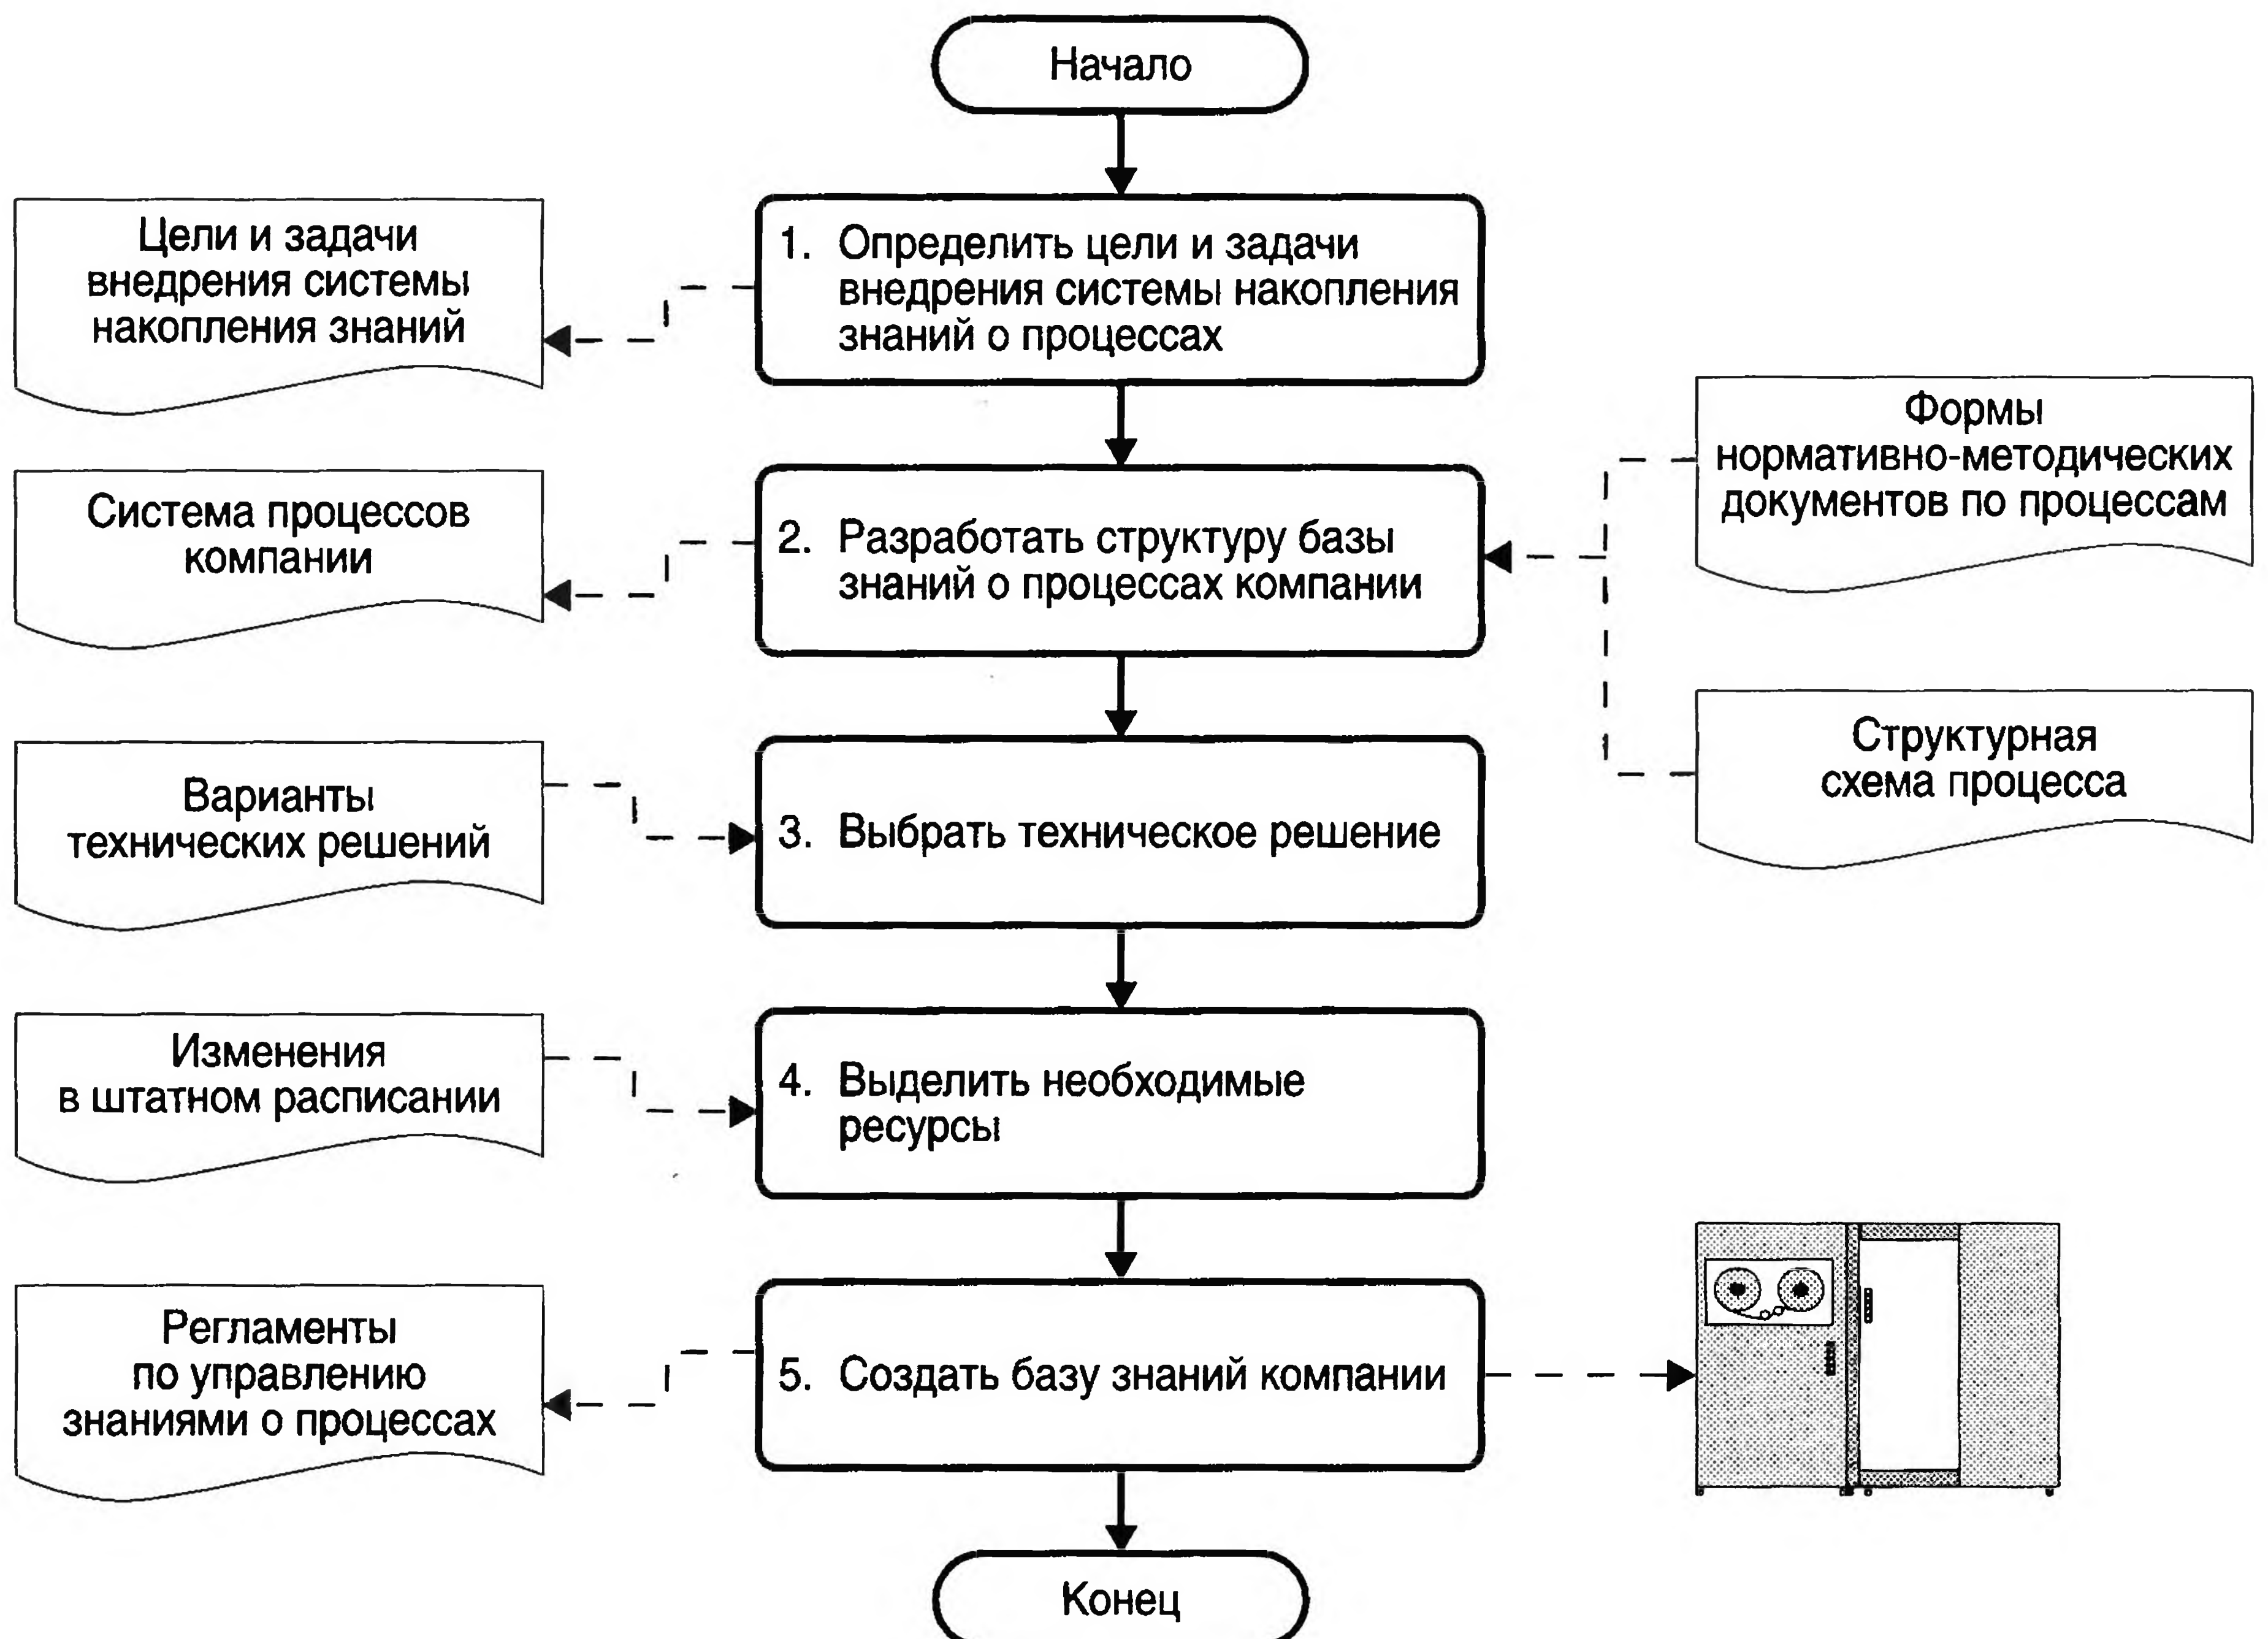 Начало
Цели и задачи
внедрения системы
накопления знаний
1. Определить цели и задачи
внедрения системы накопления
знаний о процессах
Формы
нормативно-методических
документов по процессам
Система процессов
компании
2. Разработать структуру базы
знаний о процессах компании
Структурная
схема процесса
Варианты
технических решений
3. Выбрать техническое решение
Изменения
в штатном расписании
4. Выделить необходимые
ресурсы
Регламенты
по управлению
знаниями о процессах
5. Создать базу знаний компании
Конец